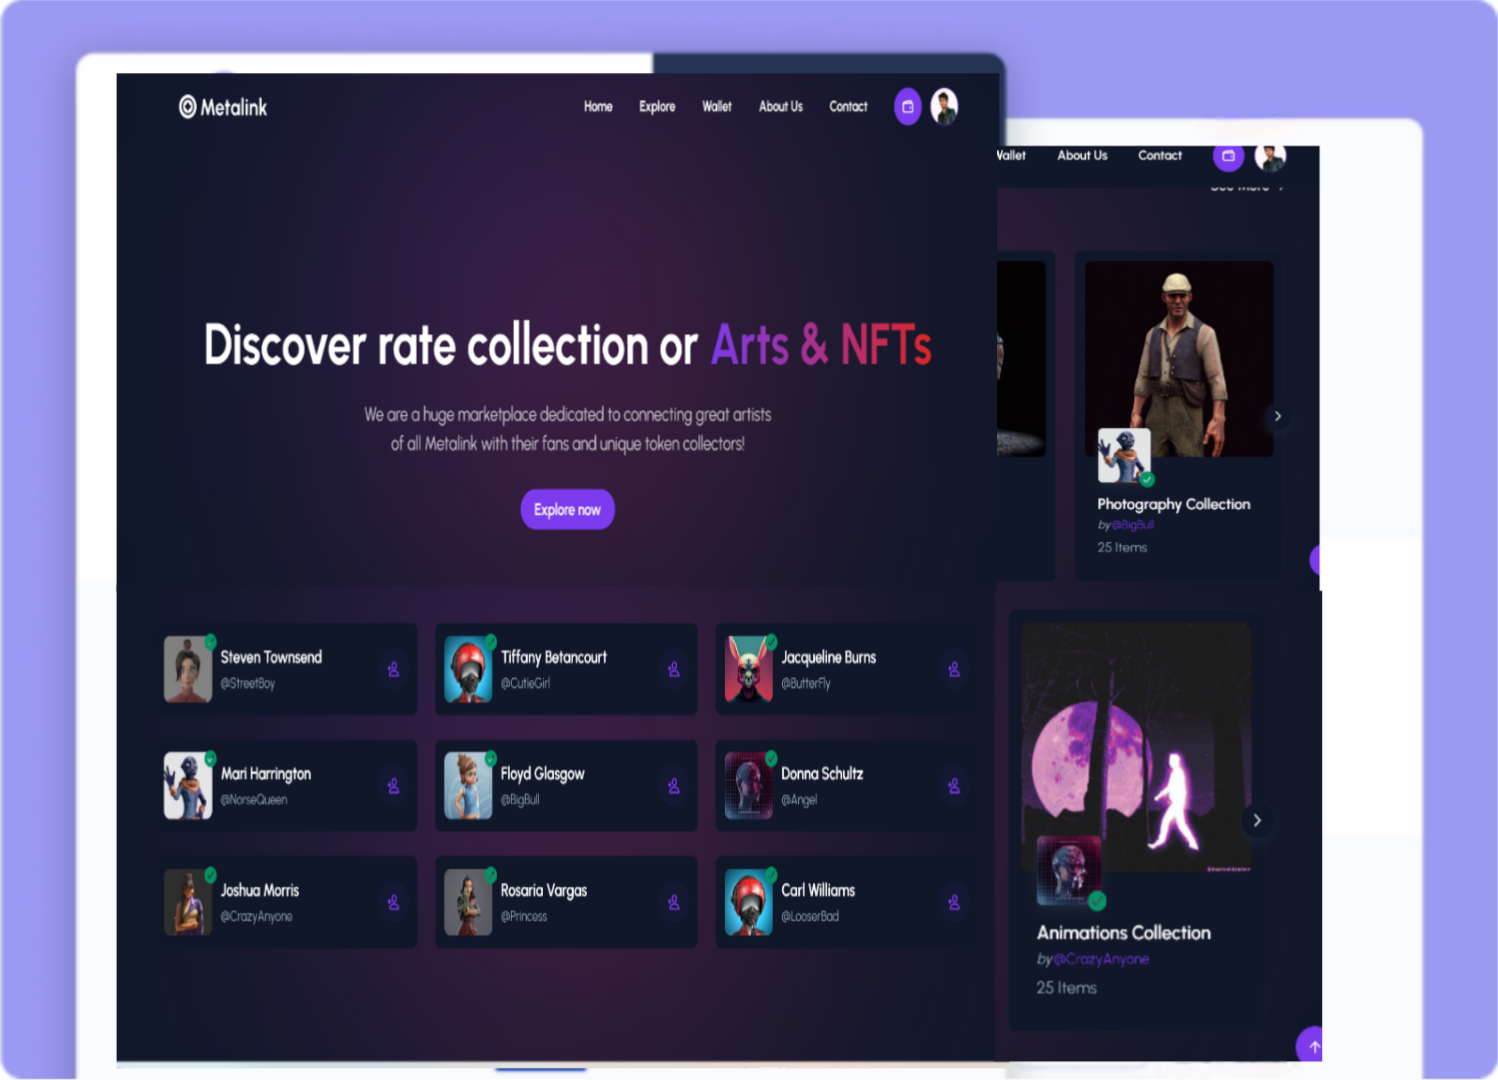 Metalink
Home Explore Wallet About Us Contact
Discover rate collection or Arts & NFTs
We are a huge marketplace dedicated to connecting great artists
of all Metalink with their fans and unique token collectors!
Explore now
Steven Townsend
@StreetBoy
Tiffany Betancourt
@CutieGirl
Jacqueline Burns
@ButterFly
Mari Harrington
@NorseQueen
Floyd Glasgow
@BigBull
Donna Schultz
@Angel
Joshua Morris
@CrazyAnyone
Rosaria Vargas
@Princess
Carl Williams
@LooserBad
Wallet About Us Contact
See More
Photography Collection
by@BigBull
25 Items
Animations Collection
by@CrazyAnyone
25 Items